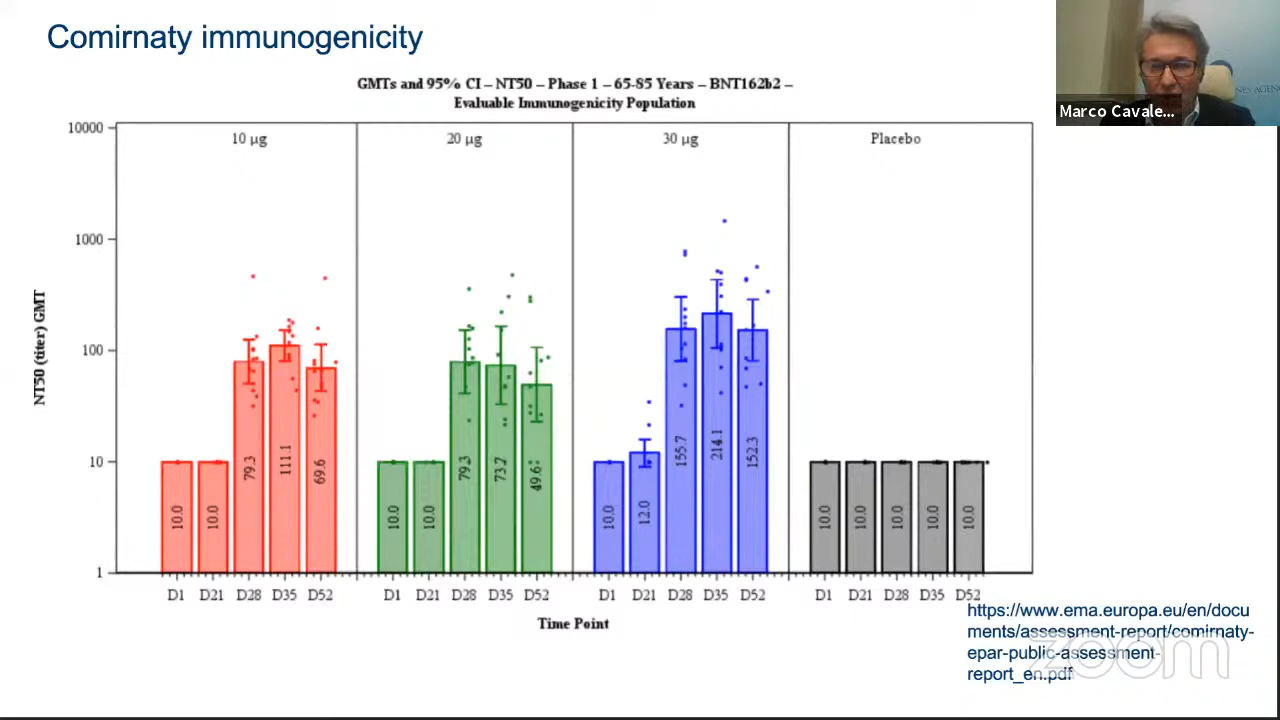 Comirnaty immunogenicity
Marco Cavale...
GMTs and 95% CI – NT50 – Phase 1 – 65-85 Years – BNT162b2 –
Evaluable Immunogenicity Population
10 µg 20 µg 30 µg Placebo
NT50 (titer) GMT
10000
1000
100
10
1
10.0 10.0 79.3 111.1 69.6
10.0 10.0 79.3 73.7 49.6
10.0 12.0 155.7 214.1 152.3
10.0 10.0 10.0 10.0 10.0
D1 D21 D28 D35 D52 D1 D21 D28 D35 D52 D1 D21 D28 D35 D52 D1 D21 D28 D35 D52
Time Point
https://www.ema.europa.eu/en/docu
ments/assessment-report/comirnaty-
epar-public-assessment-
report_en.pdf
zoom